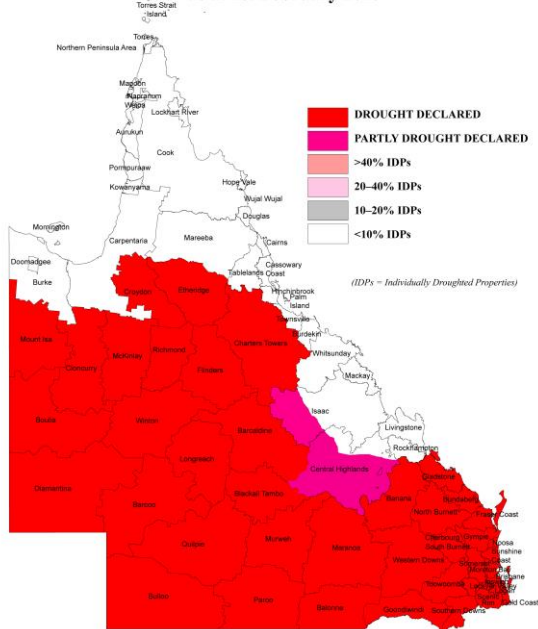 Torres Strait
Island
Torres
Northern Peninsula Area
Mapoon
Napranum
Weipa
Lockhart River
Aurukun
Cook
Pormpuraaw
Kowanyama
Hope Vale
Wujal Wujal
Douglas
Mornington
Carpentaria
Mareeba
Cairns
Doomadgee
Burke
Tablelands
Cassowary
Coast
Hinchinbrook
Palm
Island
Townsville
Burdekin
Croydon
Etheridge
Mount Isa
Cloncurry
McKinlay
Richmond
Flinders
Charters Towers
Whitsunday
Mackay
Isaac
Livingstone
Rockhampton
Boulia
Winton
Barcaldine
Longreach
Central Highlands
Gladstone
Diamantina
Barcoo
Blackall Tambo
Banana
Bundaberg
North Burnett
Fraser Coast
Quilpie
Murweh
Maranoa
Western Downs
Cherbourg
South Burnett
Gympie
Noosa
Sunshine
Coast
Somerset
Moreton Bay
Brisbane
Toowoomba
Bulloo
Paroo
Balonne
Goondiwindi
Southern Downs
Gold Coast
DROUGHT DECLARED
PARTLY DROUGHT DECLARED
>40% IDPs
20–40% IDPs
10–20% IDPs
<10% IDPs
(IDPs = Individually Droughted Properties)